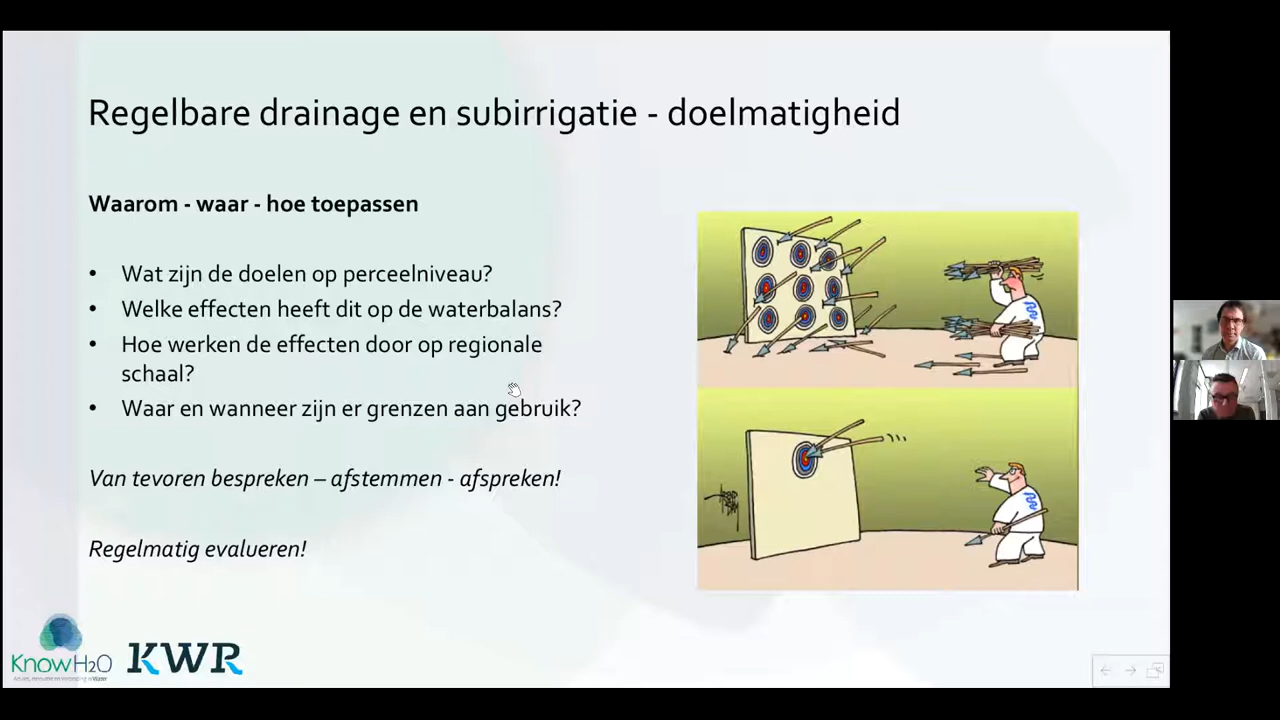 Regelbare drainage en subirrigatie - doelmatigheid
Waarom - waar - hoe toepassen
• Wat zijn de doelen op perceelniveau?
• Welke effecten heeft dit op de waterbalans?
• Hoe werken de effecten door op regionale
schaal?
• Waar en wanneer zijn er grenzen aan gebruik?
Van tevoren bespreken – afstemmen - afspreken!
Regelmatig evalueren!
KnowH2O
KWR